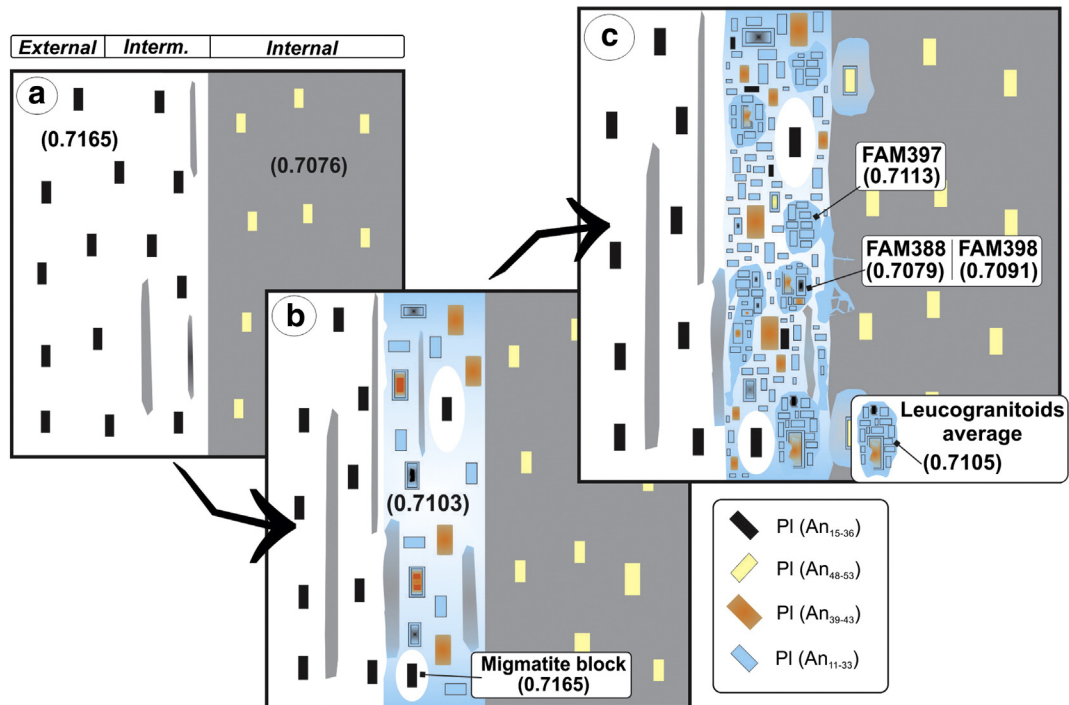 External Interm. Internal
a
(0.7165)
(0.7076)
b
(0.7103)
Migmatite block
(0.7165)
c
FAM397
(0.7113)
FAM388 FAM398
(0.7079) (0.7091)
Leucogranitoids
average
(0.7105)
Pl (An15-36)
Pl (An48-53)
Pl (An39-43)
Pl (An11-33)